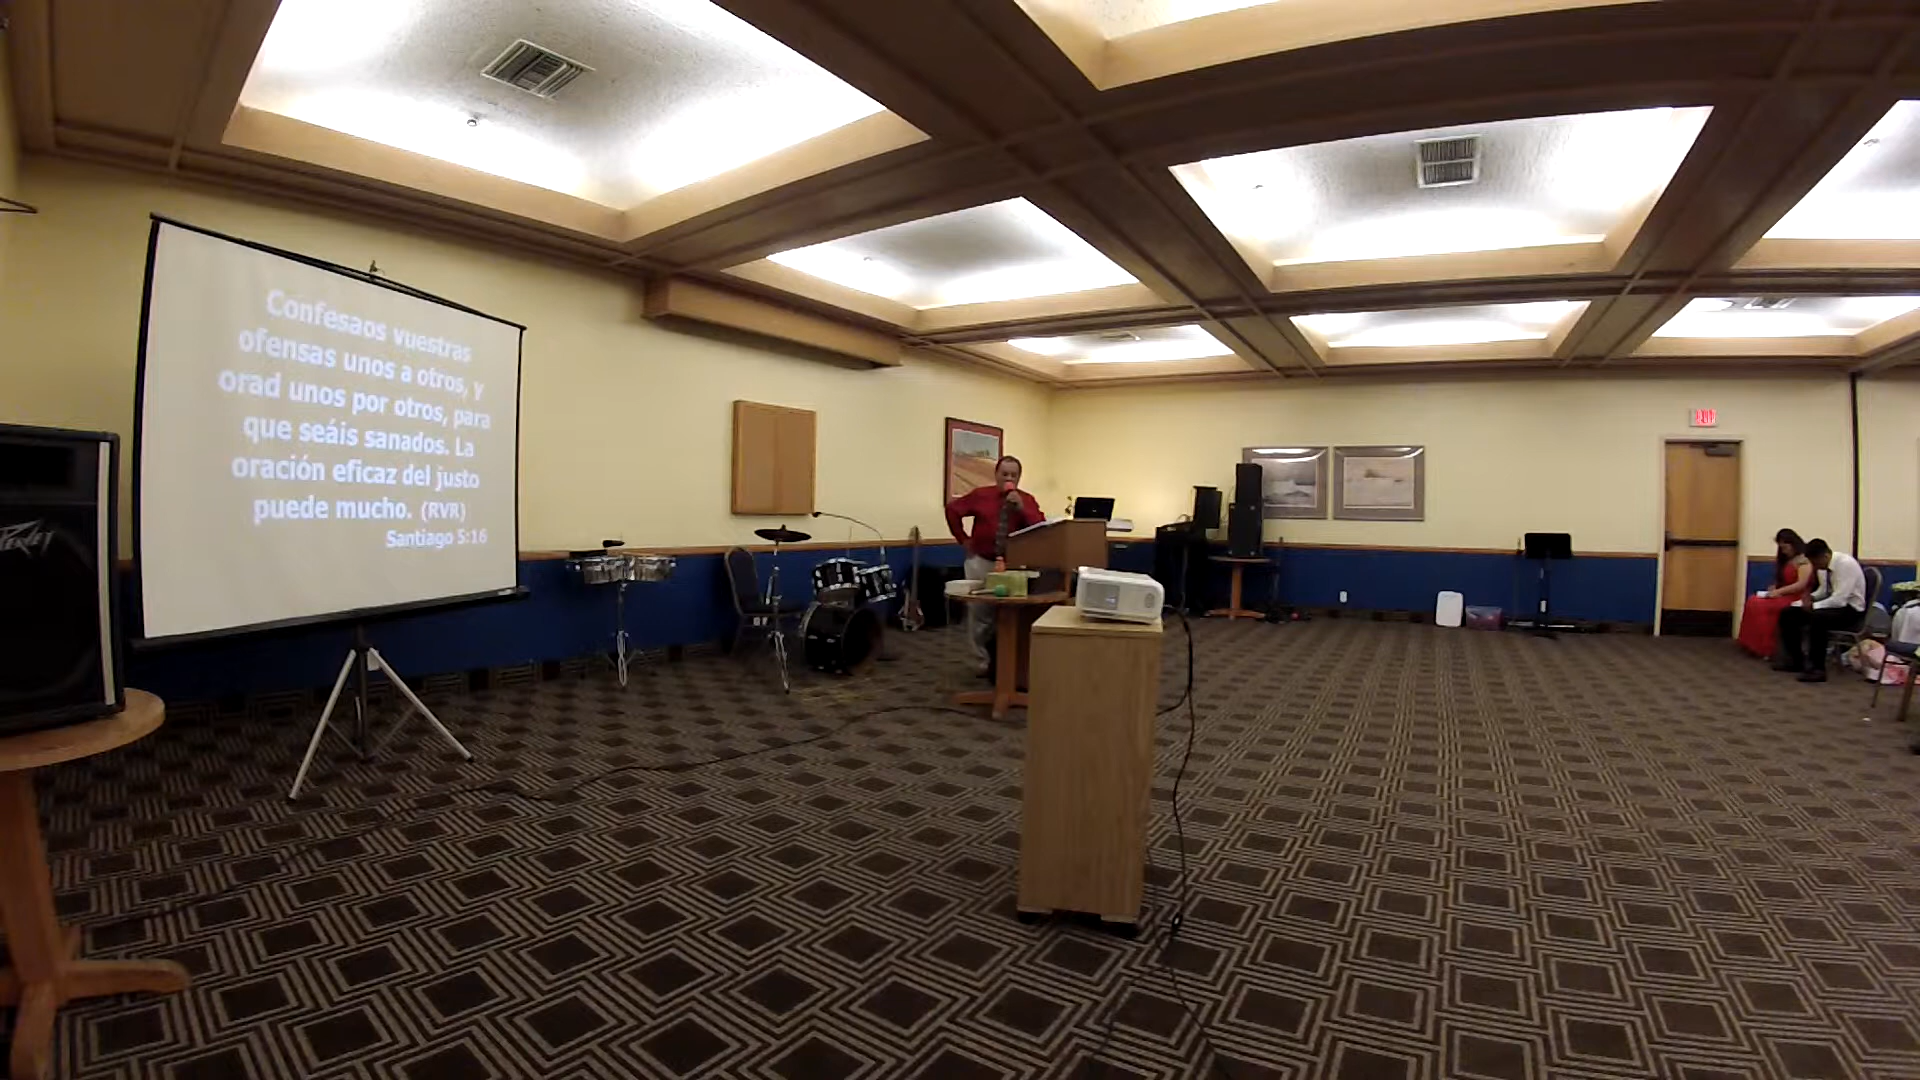 Confesaos vuestras
ofensas unos a otros, y
orad unos por otros, para
que seáis sanados. La
oración eficaz del justo
puede mucho. (RVR)
Santiago 5:16
PEAVEY
EXIT